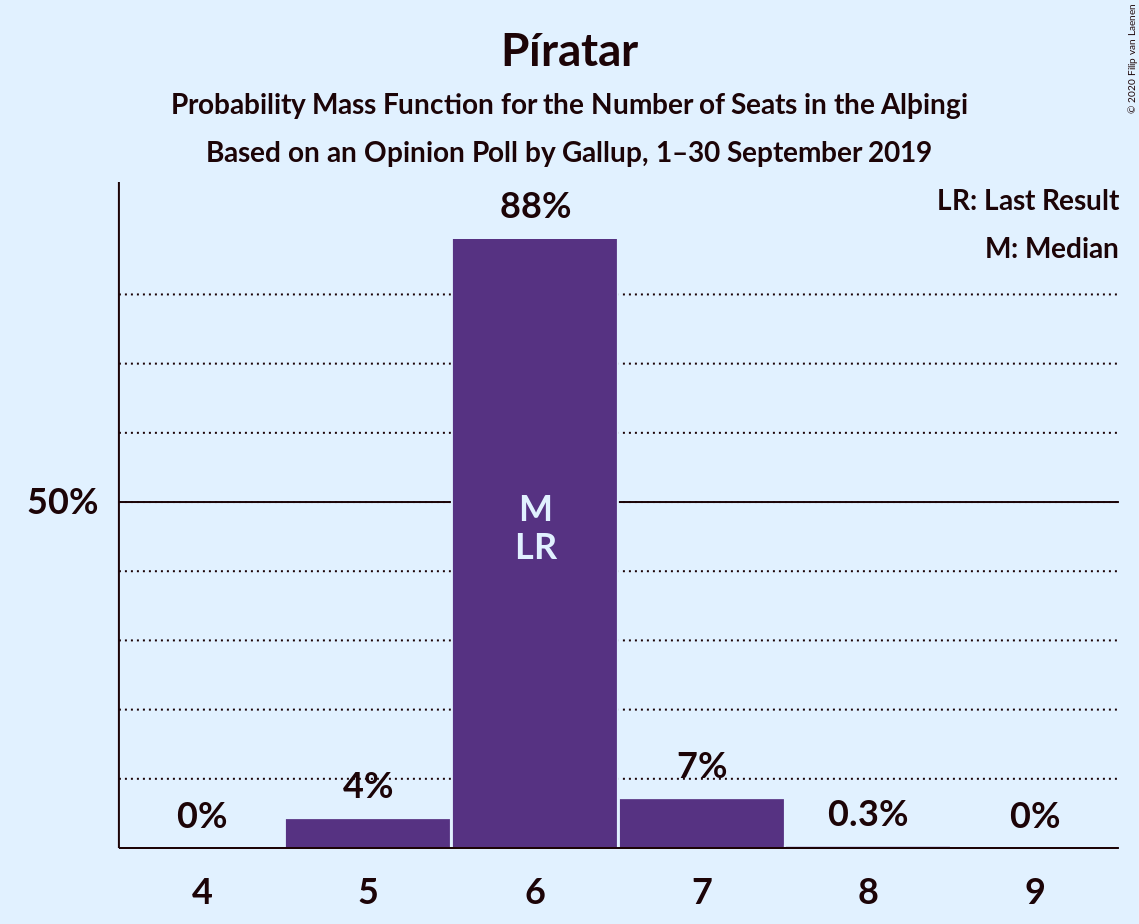 Píratar
Probability Mass Function for the Number of Seats in the Alþingi
Based on an Opinion Poll by Gallup, 1–30 September 2019
© 2020 Filip van Laenen
LR: Last Result
M: Median
88%
50%
M
LR
0%
4%
7%
0.3%
0%
4
5
6
7
8
9